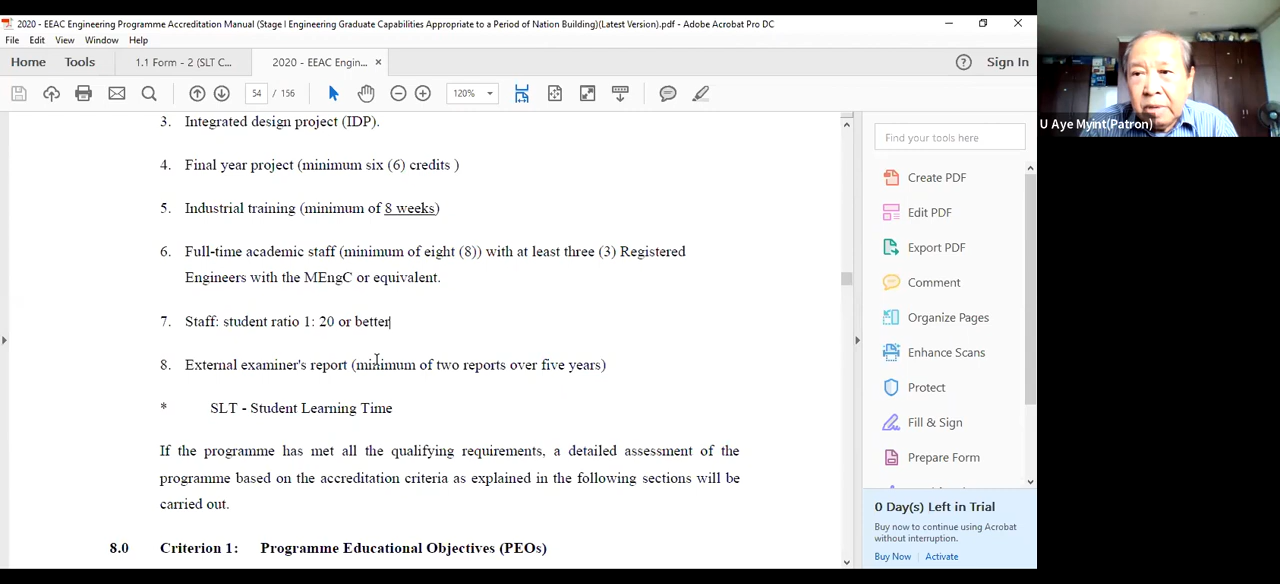 2020 - EEAC Engineering Programme Accreditation Manual (Stage I Engineering Graduate Capabilities Appropriate to a Period of Nation Building)(Latest Version).pdf - Adobe Acrobat Pro DC
File Edit View Window Help
Home Tools 1.1 Form - 2 (SLT C... 2020 - EEAC Engin... × Sign In
54 / 156 120%
3. Integrated design project (IDP).
4. Final year project (minimum six (6) credits )
5. Industrial training (minimum of 8 weeks)
6. Full-time academic staff (minimum of eight (8)) with at least three (3) Registered
Engineers with the MEngC or equivalent.
7. Staff: student ratio 1: 20 or better
8. External examiner's report (minimum of two reports over five years)
* SLT - Student Learning Time
If the programme has met all the qualifying requirements, a detailed assessment of the
programme based on the accreditation criteria as explained in the following sections will be
carried out.
8.0 Criterion 1: Programme Educational Objectives (PEOs)
Find your tools here
Create PDF
Edit PDF
Export PDF
Comment
Organize Pages
Enhance Scans
Protect
Fill & Sign
Prepare Form
0 Day(s) Left in Trial
Buy now to continue using Acrobat
without interruption.
Buy Now Activate
U Aye Myint(Patron)